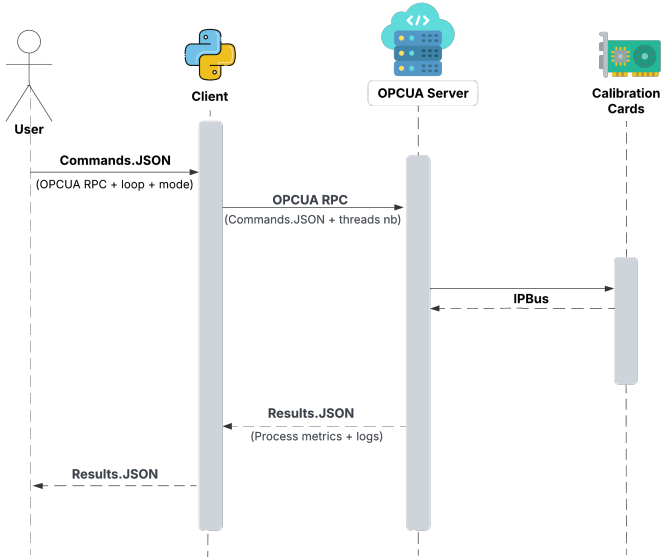 User
Client
OPCUA Server
Calibration
Cards
Commands.JSON
(OPCUA RPC + loop + mode)
OPCUA RPC
(Commands.JSON + threads nb)
IPBus
Results.JSON
(Process metrics + logs)
Results.JSON